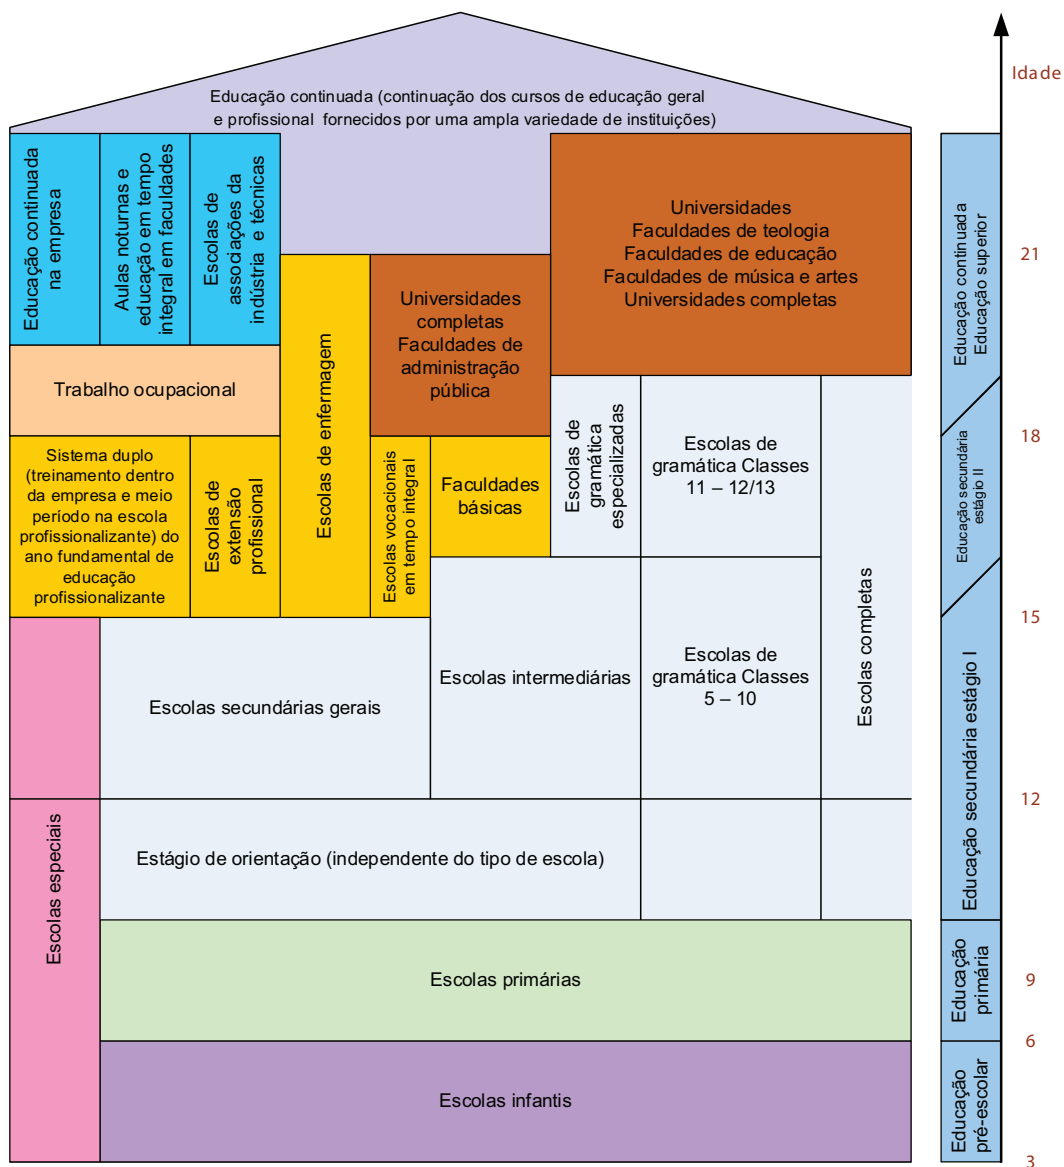 Idade
Educação continuada (continuação dos cursos de educação geral
e profissional fornecidos por uma ampla variedade de instituições)
Educação continuada
na empresa
Aulas noturnas e
educação em tempo
integral em faculdades
Escolas de
associações da
indústria e técnicas
Universidades
Faculdades de teologia
Faculdades de educação
Faculdades de música e artes
Universidades completas
Educação continuada
Educação superior
21
Universidades
completas
Faculdades de
administração
pública
Escolas de enfermagem
Trabalho ocupacional
Escolas de
gramática
especializadas
Escolas de
gramática Classes
11 – 12/13
Escolas completas
18
Sistema duplo
(treinamento dentro
da empresa e meio
período na escola
profissionalizante) do
ano fundamental de
educação
profissionalizante
Escolas de
extensão
profissional
Escolas vocacionais
em tempo integral
Faculdades
básicas
Educação secundária
estágio II
15
Escolas secundárias gerais
Escolas intermediárias
Escolas de
gramática Classes
5 – 10
Educação secundária estágio I
12
Escolas especiais
Estágio de orientação (independente do tipo de escola)
Escolas primárias
Educação
primária
9
6
Escolas infantis
Educação
pré-escolar
3